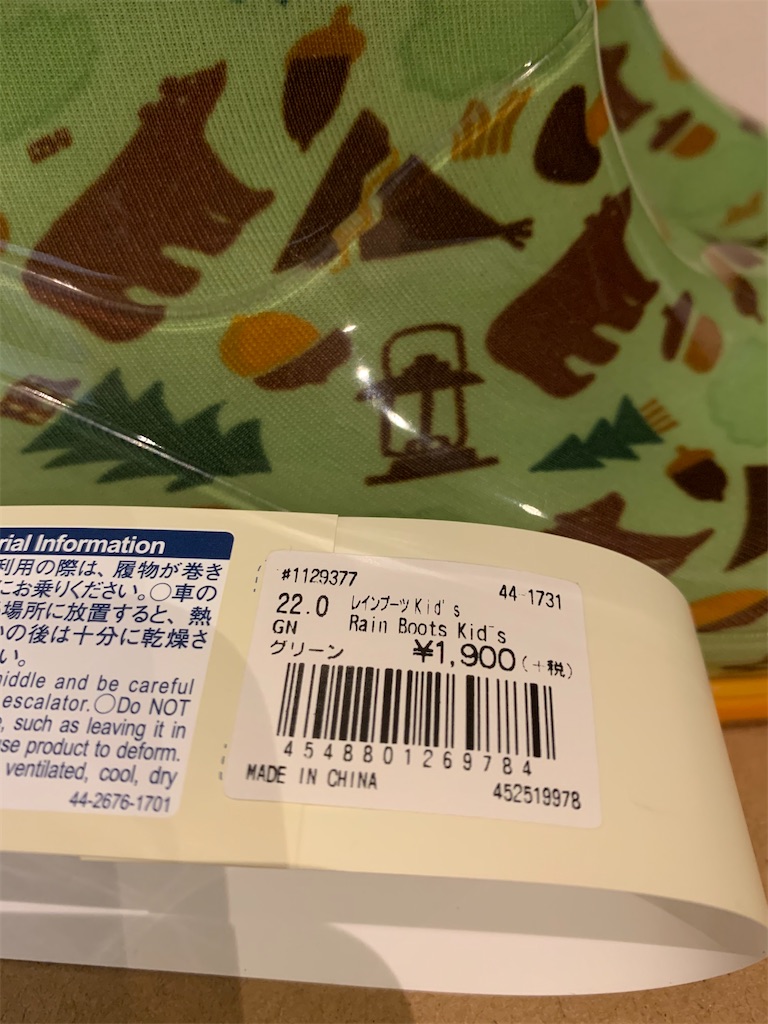 rial Information
利用の際は、履物が巻き
にお乗りください。○車の
場所に放置すると、熱
いの後は十分に乾燥さ
い。
middle and be careful
escalator.○Do NOT
, such as leaving it in
use product to deform.
ventilated, cool, dry
44-2676-1701
#1129377
44-1731
22.0 レインブーツKid's
GN Rain Boots Kid's
グリーン ¥1,900(+税)
4548801269784
MADE IN CHINA
452519978